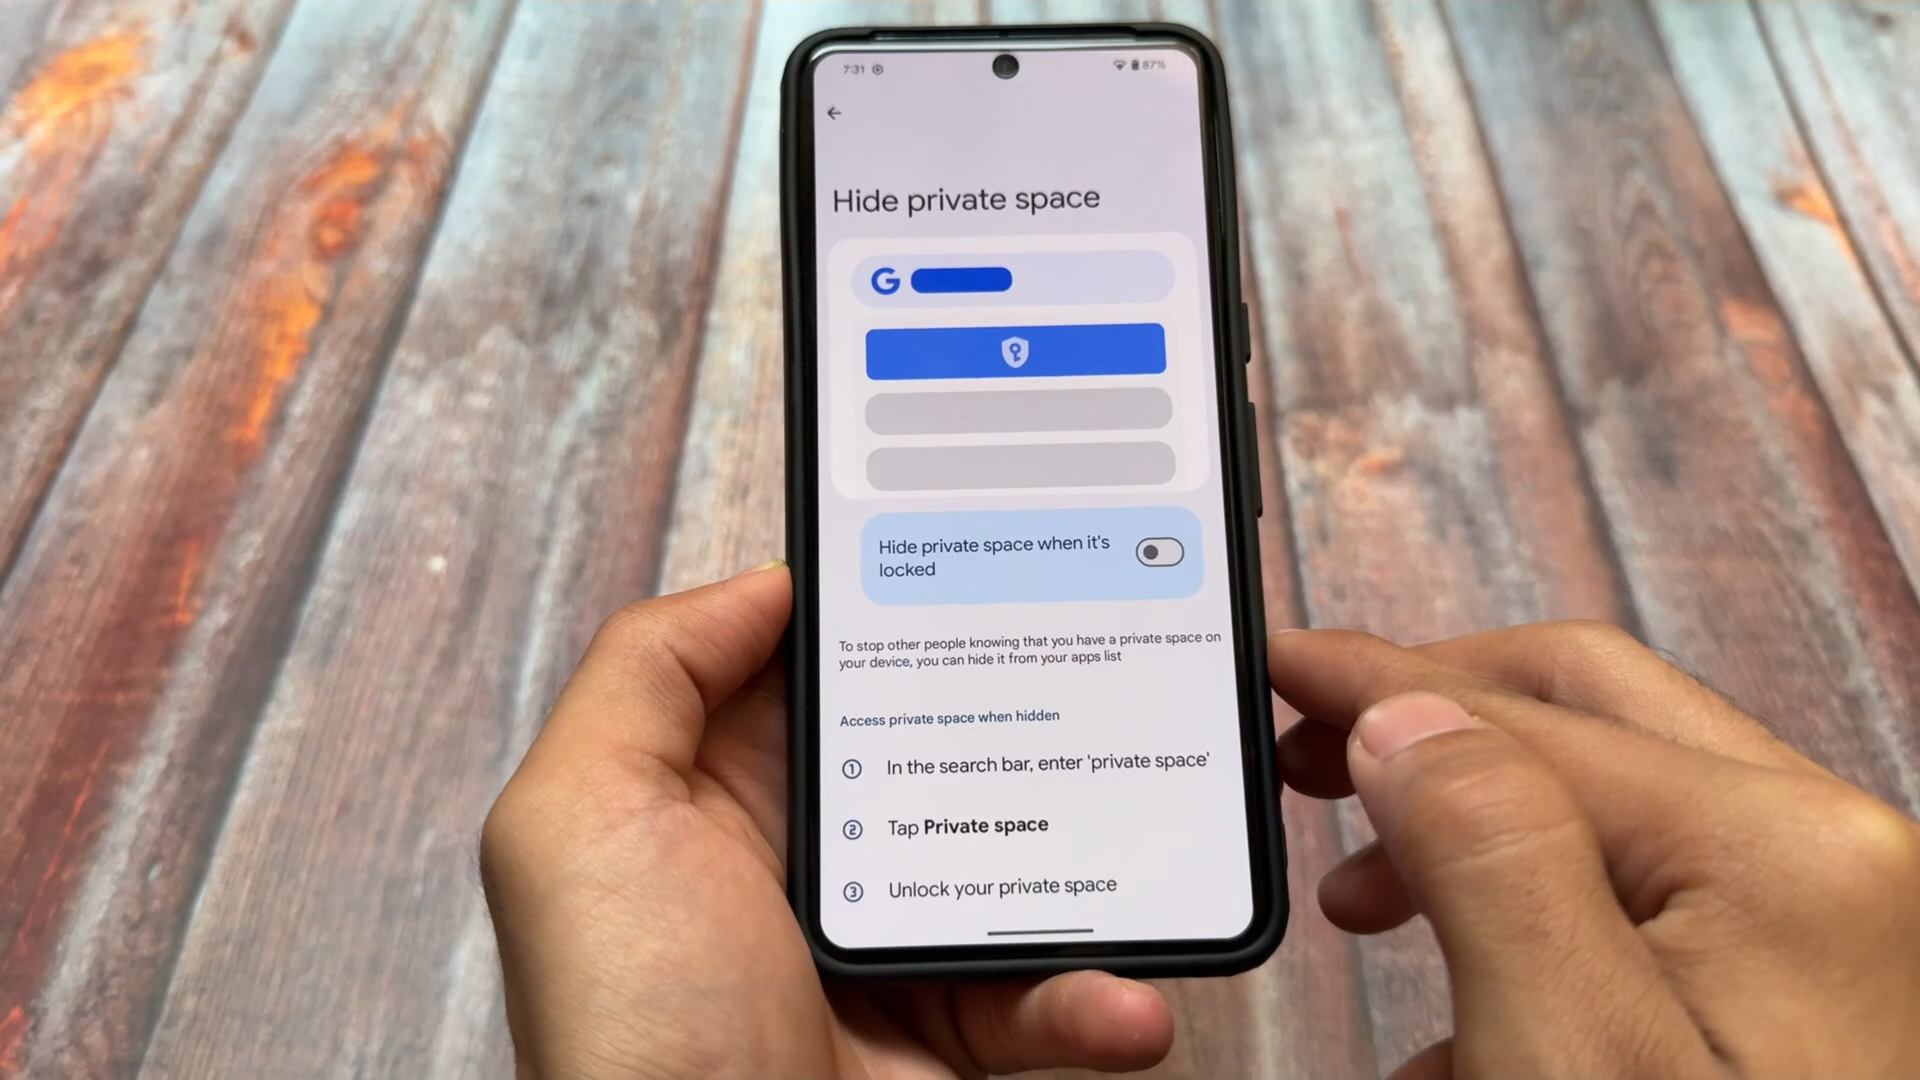 7:31
87%
Hide private space
G
Hide private space when it's
locked
To stop other people knowing that you have a private space on
your device, you can hide it from your apps list
Access private space when hidden
1 In the search bar, enter 'private space'
2 Tap Private space
3 Unlock your private space